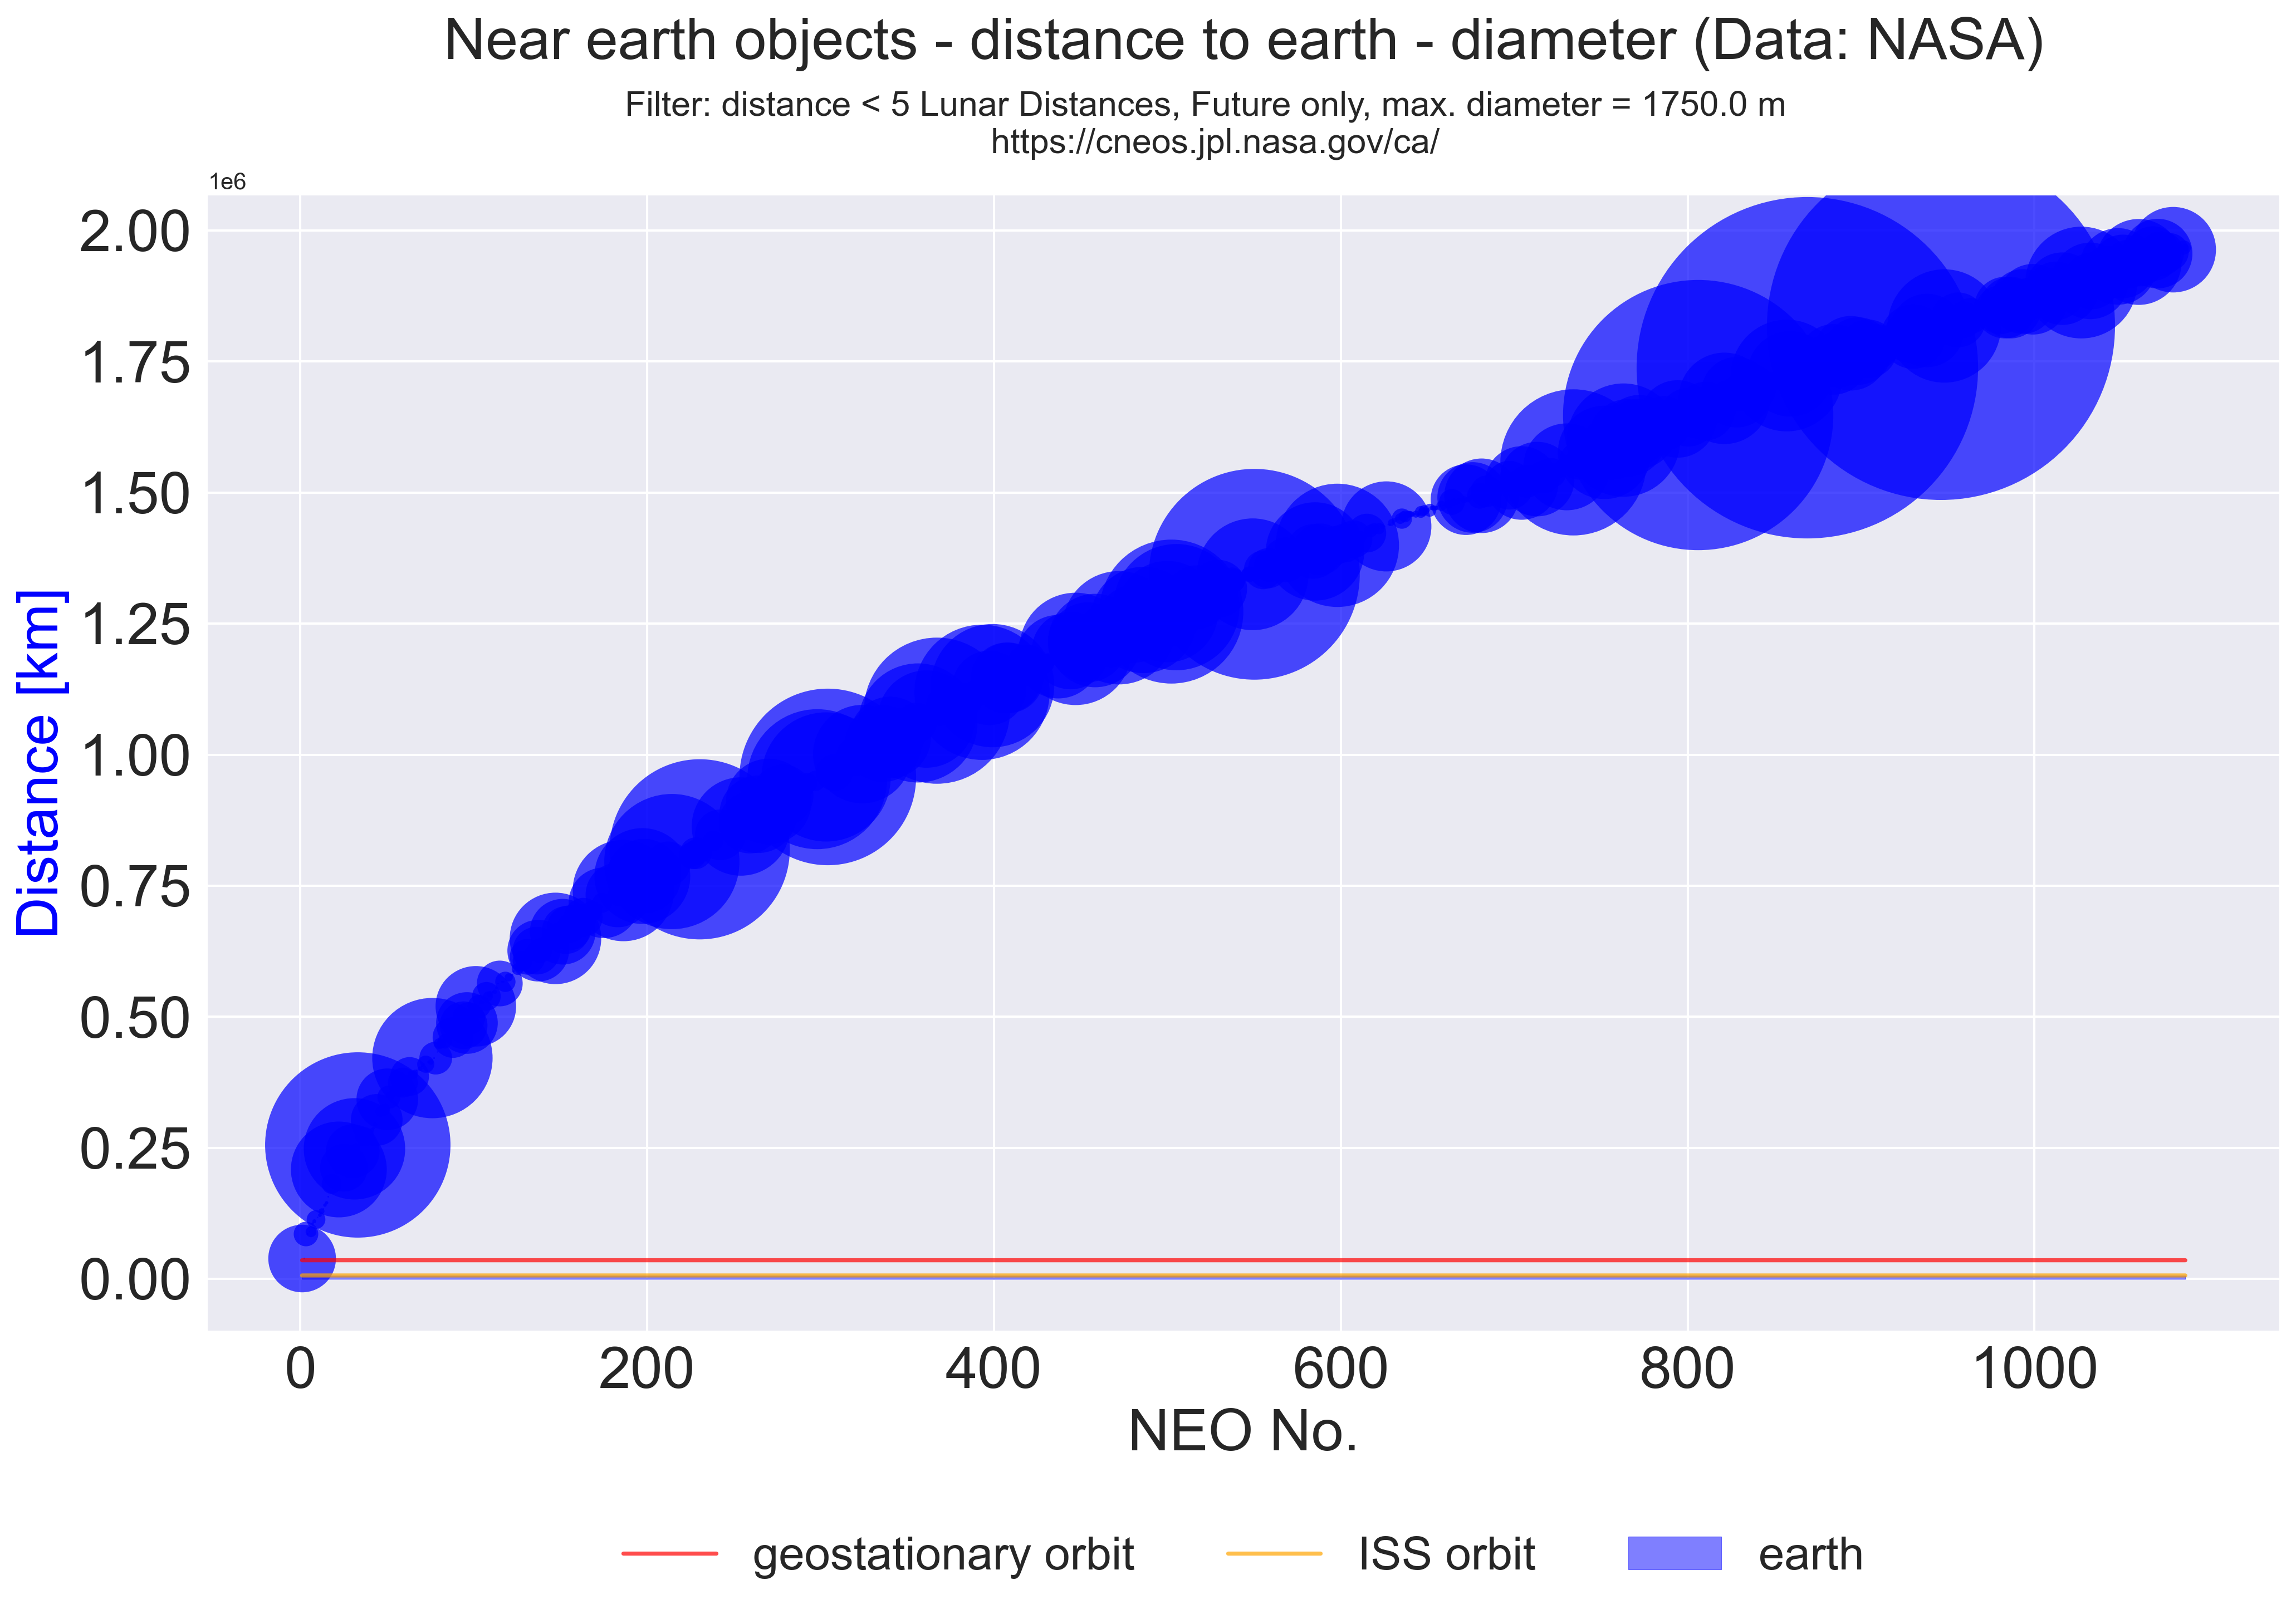 Near earth objects - distance to earth - diameter (Data: NASA)
Filter: distance < 5 Lunar Distances, Future only, max. diameter = 1750.0 m
https://cneos.jpl.nasa.gov/ca/
1e6
2.00
1.75
1.50
1.25
1.00
0.75
0.50
0.25
0.00
Distance [km]
0 200 400 600 800 1000
NEO No.
geostationary orbit ISS orbit earth